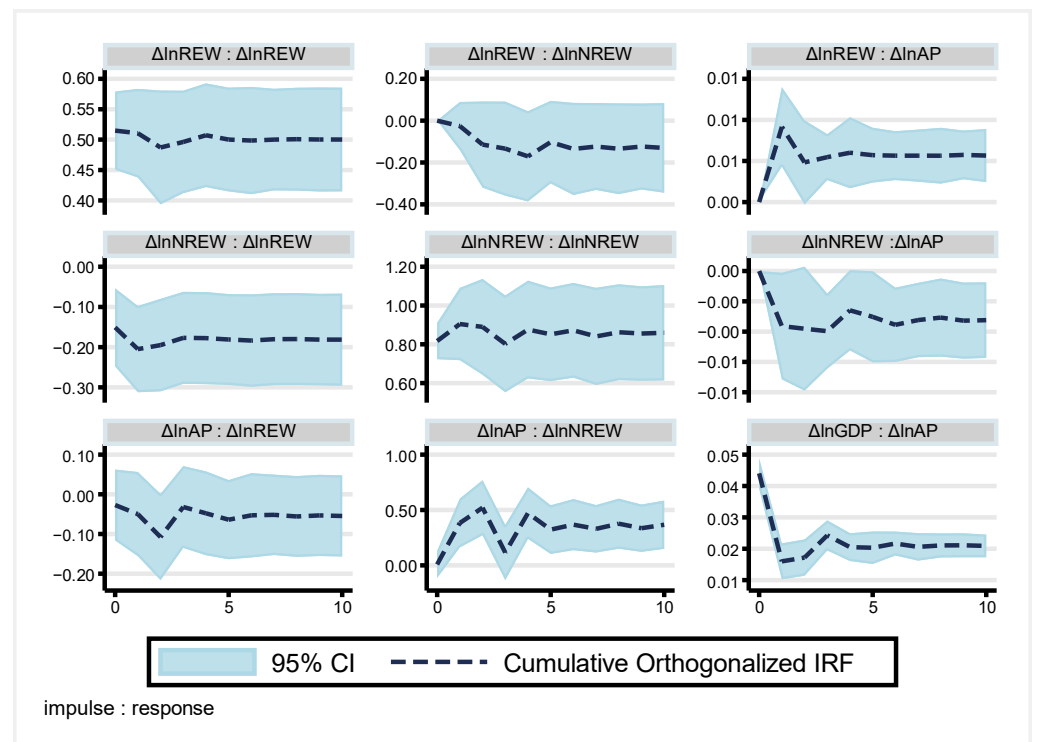 ΔlnREW : ΔlnREW
ΔlnREW : ΔlnNREW
ΔlnREW : ΔlnAP
0.60
0.55
0.50
0.45
0.40
0.20
0.00
−0.20
−0.40
0.01
0.01
0.01
0.00
ΔlnNREW : ΔlnREW
ΔlnNREW : ΔlnNREW
ΔlnNREW :ΔlnAP
0.00
−0.10
−0.20
−0.30
1.20
1.00
0.80
0.60
0.00
−0.00
−0.00
−0.01
−0.01
ΔlnAP : ΔlnREW
ΔlnAP : ΔlnNREW
ΔlnGDP : ΔlnAP
0.10
0.00
−0.10
−0.20
1.00
0.50
0.00
0.05
0.04
0.03
0.02
0.01
0 5 10
0 5 10
0 5 10
95% CI Cumulative Orthogonalized IRF
impulse : response